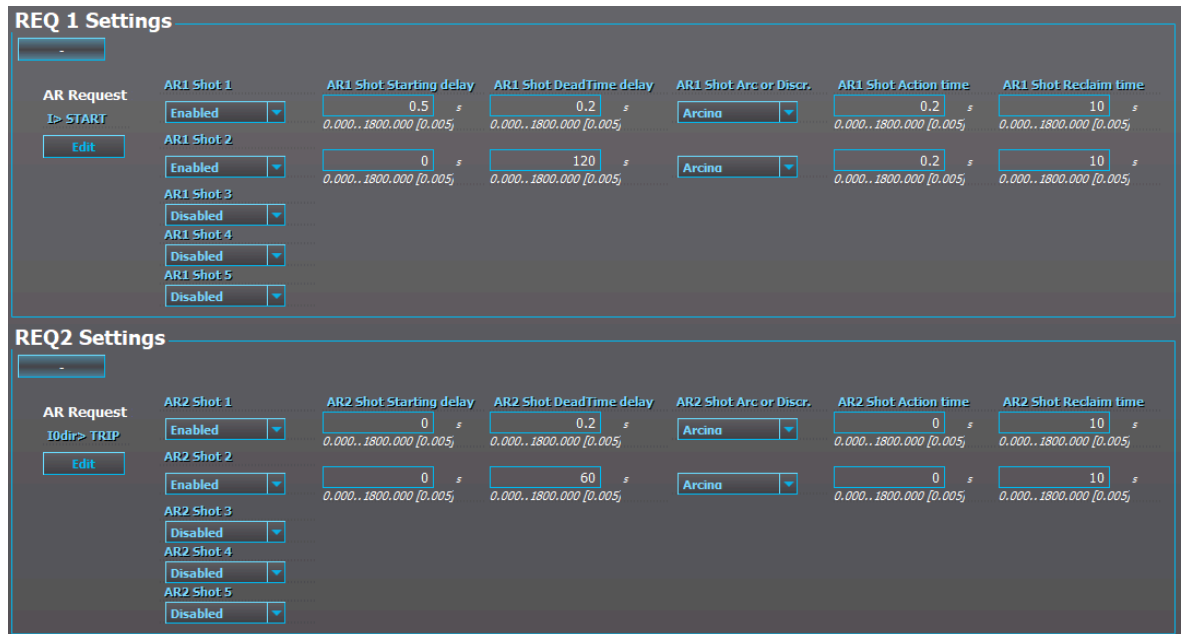 REQ 1 Settings
-
AR1 Shot 1 AR1 Shot Starting delay AR1 Shot DeadTime delay AR1 Shot Arc or Discr. AR1 Shot Action time AR1 Shot Reclaim time
AR Request
Enabled 0.5 s 0.2 s Arcing 0.2 s 10 s
I> START
0.000..1800.000 [0.005] 0.000..1800.000 [0.005] 0.000..1800.000 [0.005] 0.000..1800.000 [0.005]
Edit
AR1 Shot 2
Enabled 0 s 120 s Arcing 0.2 s 10 s
0.000..1800.000 [0.005] 0.000..1800.000 [0.005] 0.000..1800.000 [0.005] 0.000..1800.000 [0.005]
AR1 Shot 3
Disabled
AR1 Shot 4
Disabled
AR1 Shot 5
Disabled
REQ2 Settings
-
AR2 Shot 1 AR2 Shot Starting delay AR2 Shot DeadTime delay AR2 Shot Arc or Discr. AR2 Shot Action time AR2 Shot Reclaim time
AR Request
Enabled 0 s 0.2 s Arcing 0 s 10 s
I0dir> TRIP
0.000..1800.000 [0.005] 0.000..1800.000 [0.005] 0.000..1800.000 [0.005] 0.000..1800.000 [0.005]
Edit
AR2 Shot 2
Enabled 0 s 60 s Arcing 0 s 10 s
0.000..1800.000 [0.005] 0.000..1800.000 [0.005] 0.000..1800.000 [0.005] 0.000..1800.000 [0.005]
AR2 Shot 3
Disabled
AR2 Shot 4
Disabled
AR2 Shot 5
Disabled